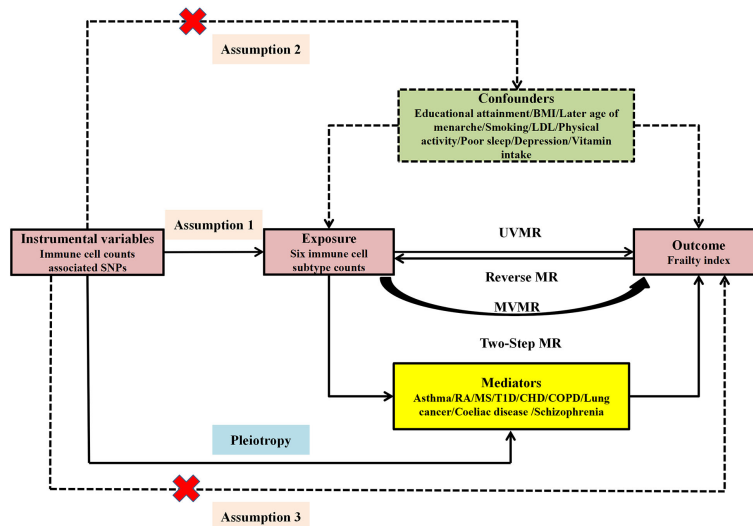 Assumption 2
Confounders
Educational attainment/BMI/Later age of
menarche/Smoking/LDL/Physical
activity/Poor sleep/Depression/Vitamin
intake
Assumption 1
Instrumental variables
Immune cell counts
associated SNPs
Exposure
Six immune cell
subtype counts
UVMR
Reverse MR
MVMR
Outcome
Frailty index
Two-Step MR
Mediators
Asthma/RA/MS/T1D/CHD/COPD/Lung
cancer/Coeliac disease /Schizophrenia
Pleiotropy
Assumption 3